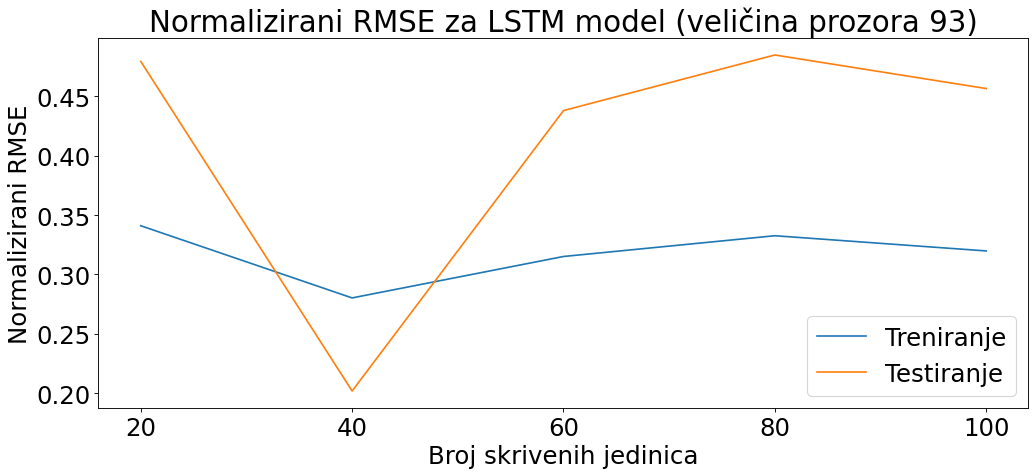 Normalizirani RMSE za LSTM model (veličina prozora 93)
Normalizirani RMSE
0.45
0.40
0.35
0.30
0.25
0.20
Treniranje
Testiranje
20 40 60 80 100
Broj skrivenih jedinica